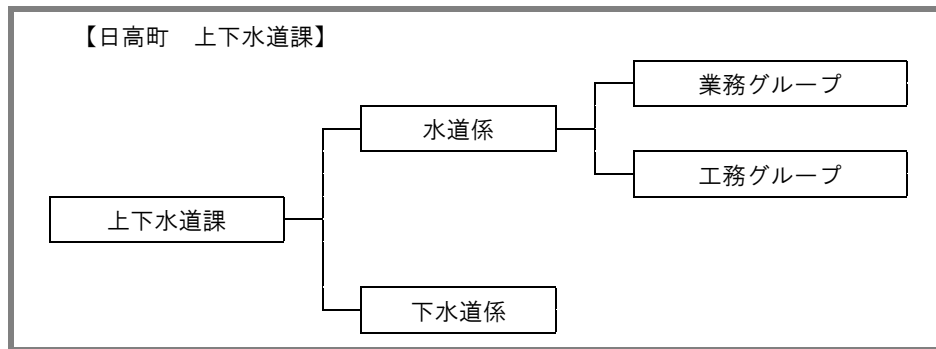 【日高町　上下水道課】
業務グループ
水道係
工務グループ
上下水道課
下水道係